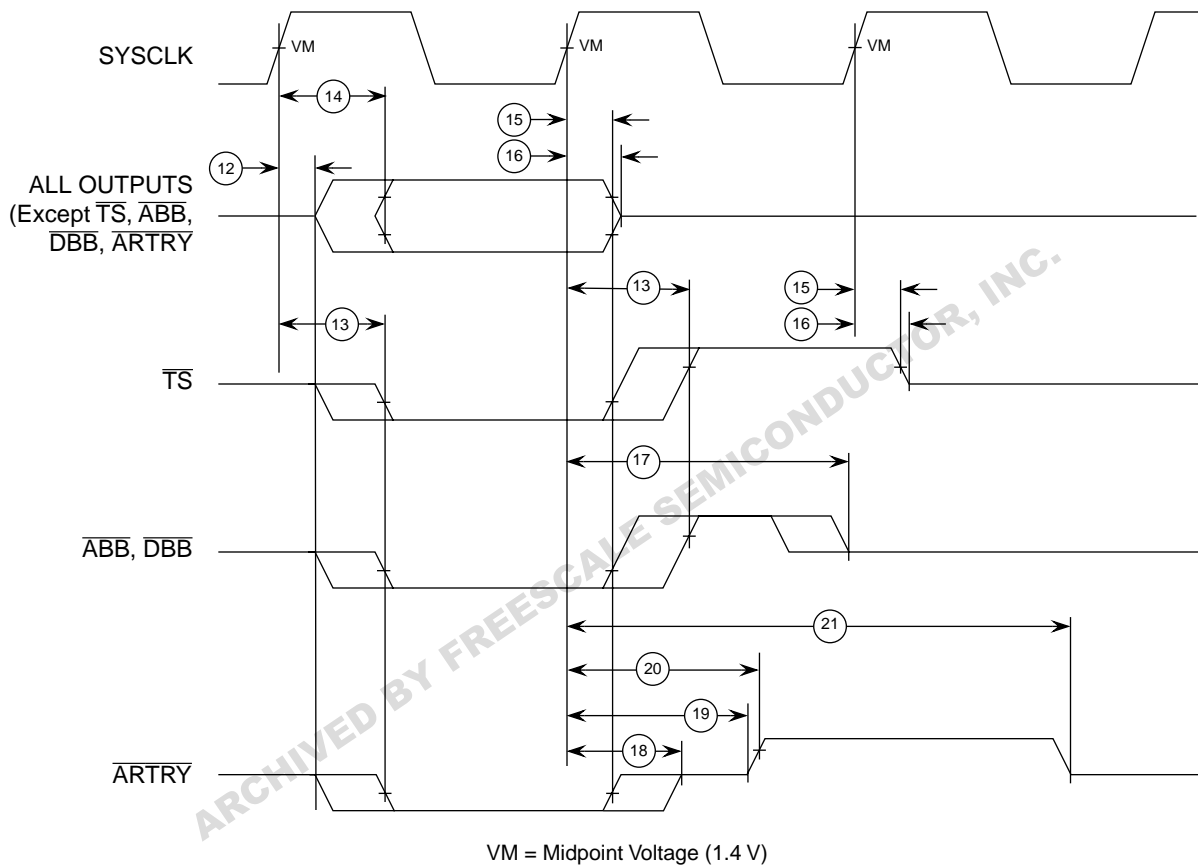 SYSCLK
VM
VM
VM
14
15
16
12
ALL OUTPUTS
(Except TS, ABB,
DBB, ARTRY
13
15
16
13
TS
17
ABB, DBB
21
20
19
18
ARTRY
VM = Midpoint Voltage (1.4 V)
ARCHIVED BY FREESCALE SEMICONDUCTOR, INC.